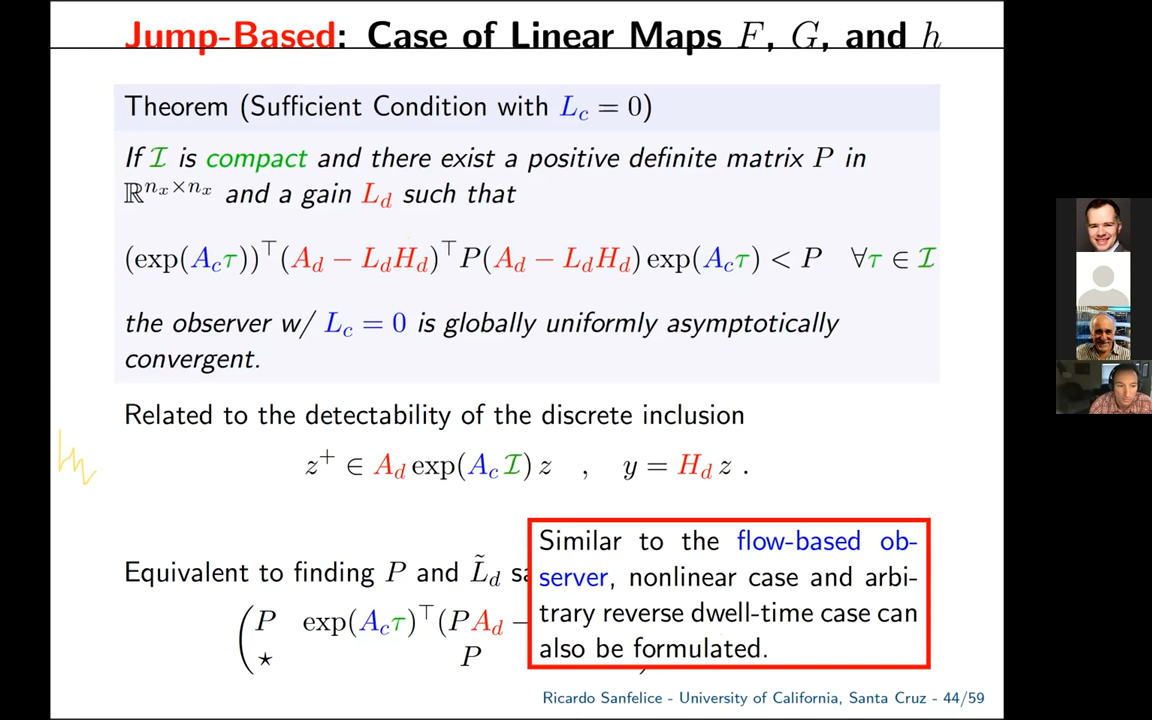 Jump-Based: Case of Linear Maps F, G, and h
Theorem (Sufficient Condition with L_c = 0)
If ℐ is compact and there exist a positive definite matrix P in
ℝ^{n_x×n_x} and a gain L_d such that
(exp(A_cτ))^⊤(A_d − L_dH_d)^⊤P(A_d − L_dH_d) exp(A_cτ) < P ∀τ ∈ ℐ
the observer w/ L_c = 0 is globally uniformly asymptotically
convergent.
Related to the detectability of the discrete inclusion
z⁺ ∈ A_d exp(A_c ℐ) z , y = H_d z .
Equivalent to finding P and L̃_d
(P exp(A_cτ)^⊤(PA_d −
⋆ P
Similar to the flow-based ob-
server, nonlinear case and arbi-
trary reverse dwell-time case can
also be formulated.
Ricardo Sanfelice - University of California, Santa Cruz - 44/59